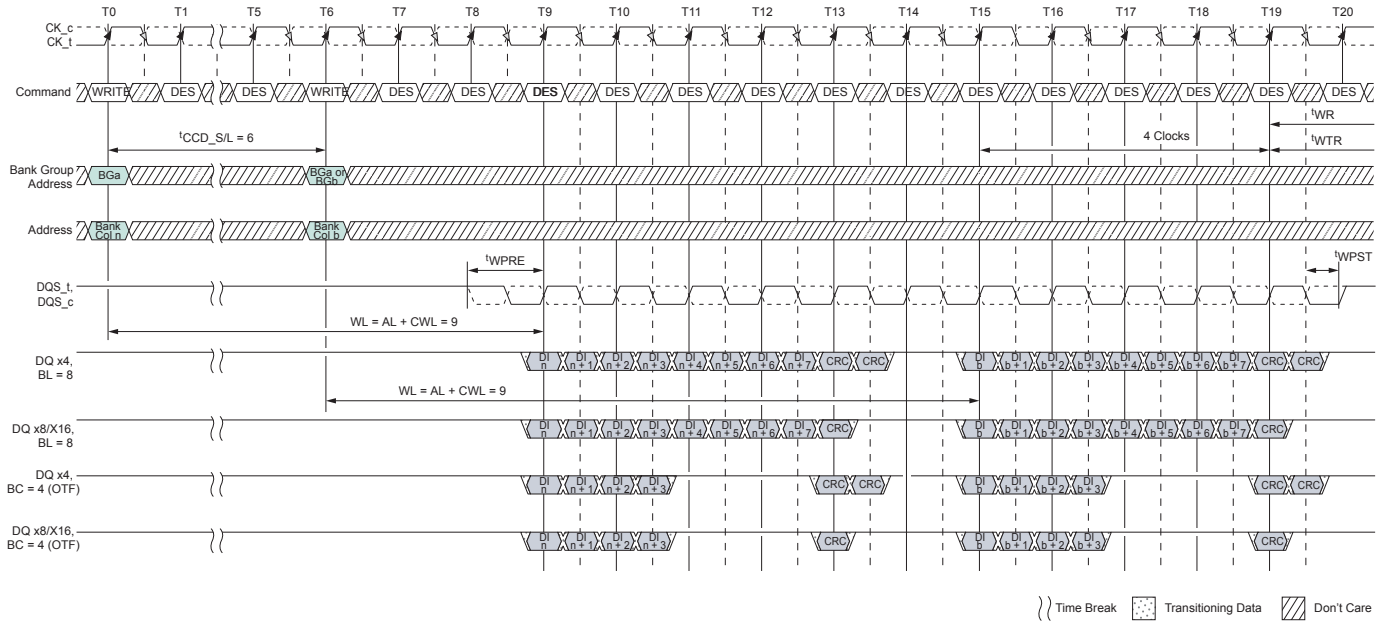 T0 T1 T5 T6 T7 T8 T9 T10 T11 T12 T13 T14 T15 T16 T17 T18 T19 T20
CK_c
CK_t
Command WRITE DES DES WRITE DES DES DES DES DES DES DES DES DES DES DES DES DES DES
tWR
tCCD_S/L = 6
4 Clocks
tWTR
Bank Group
Address
BGa
BGa or
BGb
Address
Bank
Col n
Bank
Col b
tWPRE
tWPST
DQS_t,
DQS_c
WL = AL + CWL = 9
DQ x4,
BL = 8
DI
n
DI
n + 1
DI
n + 2
DI
n + 3
DI
n + 4
DI
n + 5
DI
n + 6
DI
n + 7
CRC CRC
DI
b
DI
b + 1
DI
b + 2
DI
b + 3
DI
b + 4
DI
b + 5
DI
b + 6
DI
b + 7
CRC CRC
WL = AL + CWL = 9
DQ x8/X16,
BL = 8
DI
n
DI
n + 1
DI
n + 2
DI
n + 3
DI
n + 4
DI
n + 5
DI
n + 6
DI
n + 7
CRC
DI
b
DI
b + 1
DI
b + 2
DI
b + 3
DI
b + 4
DI
b + 5
DI
b + 6
DI
b + 7
CRC
DQ x4,
BC = 4 (OTF)
DI
n
DI
n + 1
DI
n + 2
DI
n + 3
CRC CRC
DI
b
DI
b + 1
DI
b + 2
DI
b + 3
CRC CRC
DQ x8/X16,
BC = 4 (OTF)
DI
n
DI
n + 1
DI
n + 2
DI
n + 3
CRC
DI
b
DI
b + 1
DI
b + 2
DI
b + 3
CRC
Time Break Transitioning Data Don't Care